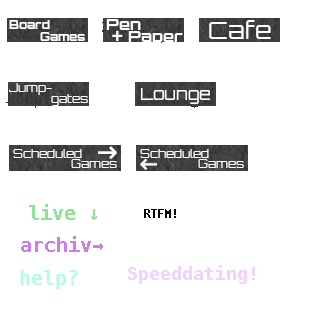 Board Games
Pen + Paper
Cafe
Jump-gates
Lounge
Scheduled → Games
Scheduled ← Games
live ↓
RTFM!
archiv→
help?
Speeddating!